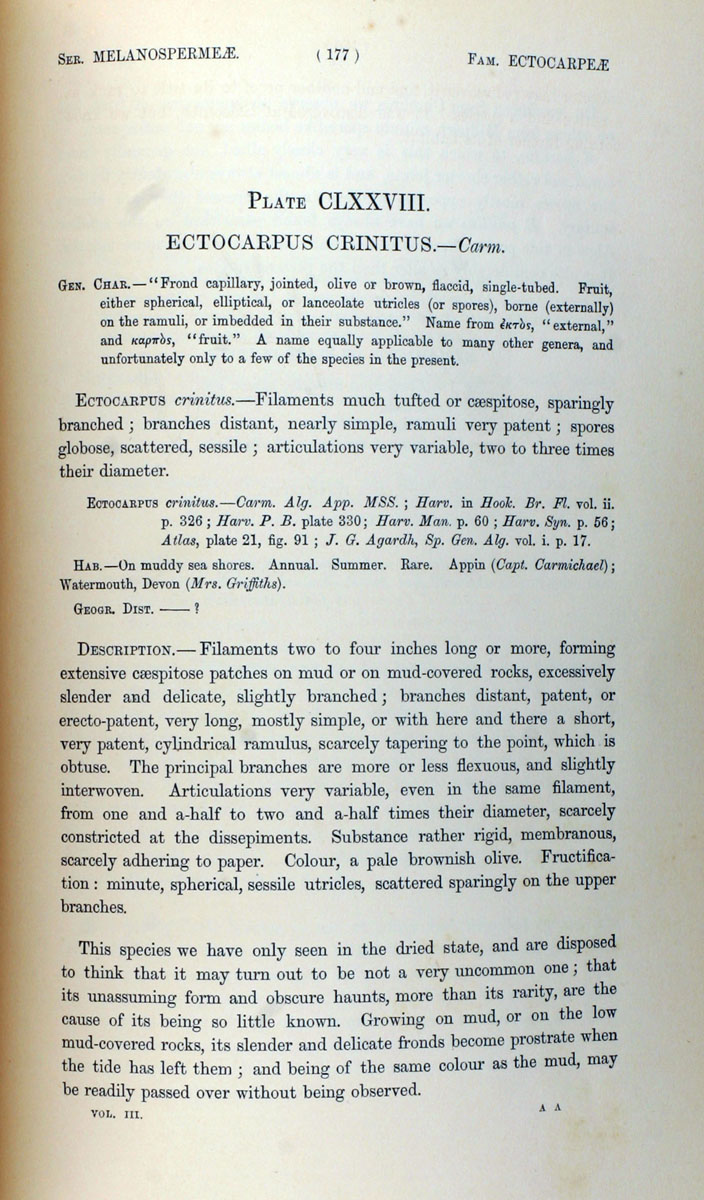 Ser. MELANOSPERMEÆ. ( 177 ) Fam. ECTOCARPEÆ
Plate CLXXVIII.
ECTOCARPUS CRINITUS.—Carm.
Gen. Char.—"Frond capillary, jointed, olive or brown, flaccid, single-tubed. Fruit,
either spherical, elliptical, or lanceolate utricles (or spores), borne (externally)
on the ramuli, or imbedded in their substance." Name from ἐκτὸς, "external,"
and καρπὸς, "fruit." A name equally applicable to many other genera, and
unfortunately only to a few of the species in the present.
Ectocarpus crinitus.—Filaments much tufted or cæspitose, sparingly
branched ; branches distant, nearly simple, ramuli very patent ; spores
globose, scattered, sessile ; articulations very variable, two to three times
their diameter.
Ectocarpus crinitus.—Carm. Alg. App. MSS. ; Harv. in Hook. Br. Fl. vol. ii.
p. 326 ; Harv. P. B. plate 330; Harv. Man. p. 60 ; Harv. Syn. p. 56;
Atlas, plate 21, fig. 91 ; J. G. Agardh, Sp. Gen. Alg. vol. i. p. 17.
Hab.—On muddy sea shores. Annual. Summer. Rare. Appin (Capt. Carmichael) ;
Watermouth, Devon (Mrs. Griffiths).
Geogr. Dist. —— ?
Description.—Filaments two to four inches long or more, forming
extensive cæspitose patches on mud or on mud-covered rocks, excessively
slender and delicate, slightly branched ; branches distant, patent, or
erecto-patent, very long, mostly simple, or with here and there a short,
very patent, cylindrical ramulus, scarcely tapering to the point, which is
obtuse. The principal branches are more or less flexuous, and slightly
interwoven. Articulations very variable, even in the same filament,
from one and a-half to two and a-half times their diameter, scarcely
constricted at the dissepiments. Substance rather rigid, membranous,
scarcely adhering to paper. Colour, a pale brownish olive. Fructifica-
tion : minute, spherical, sessile utricles, scattered sparingly on the upper
branches.
This species we have only seen in the dried state, and are disposed
to think that it may turn out to be not a very uncommon one ; that
its unassuming form and obscure haunts, more than its rarity, are the
cause of its being so little known. Growing on mud, or on the low
mud-covered rocks, its slender and delicate fronds become prostrate when
the tide has left them ; and being of the same colour as the mud, may
be readily passed over without being observed.
VOL. III. A A